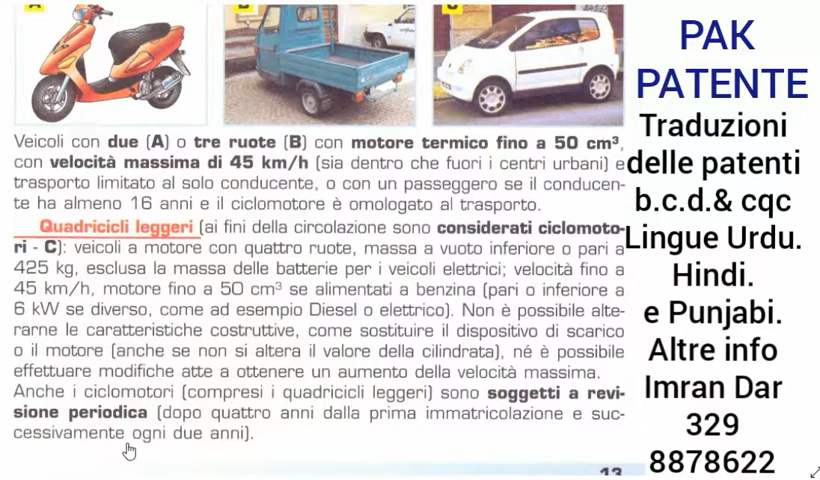 B
C
Veicoli con due (A) o tre ruote (B) con motore termico fino a 50 cm³,
con velocità massima di 45 km/h (sia dentro che fuori i centri urbani) e
trasporto limitato al solo conducente, o con un passeggero se il conducen-
te ha almeno 16 anni e il ciclomotore è omologato al trasporto.
Quadricicli leggeri (ai fini della circolazione sono considerati ciclomoto-
ri - C): veicoli a motore con quattro ruote, massa a vuoto inferiore o pari a
425 kg, esclusa la massa delle batterie per i veicoli elettrici; velocità fino a
45 km/h, motore fino a 50 cm³ se alimentati a benzina (pari o inferiore a
6 kW se diverso, come ad esempio Diesel o elettrico). Non è possibile alte-
rarne le caratteristiche costruttive, come sostituire il dispositivo di scarico
o il motore (anche se non si altera il valore della cilindrata), né è possibile
effettuare modifiche atte a ottenere un aumento della velocità massima.
Anche i ciclomotori (compresi i quadricicli leggeri) sono soggetti a revi-
sione periodica (dopo quattro anni dalla prima immatricolazione e suc-
cessivamente ogni due anni).
13
PAK
PATENTE
Traduzioni
delle patenti
b.c.d.& cqc
Lingue Urdu.
Hindi.
e Punjabi.
Altre info
Imran Dar
329
8878622